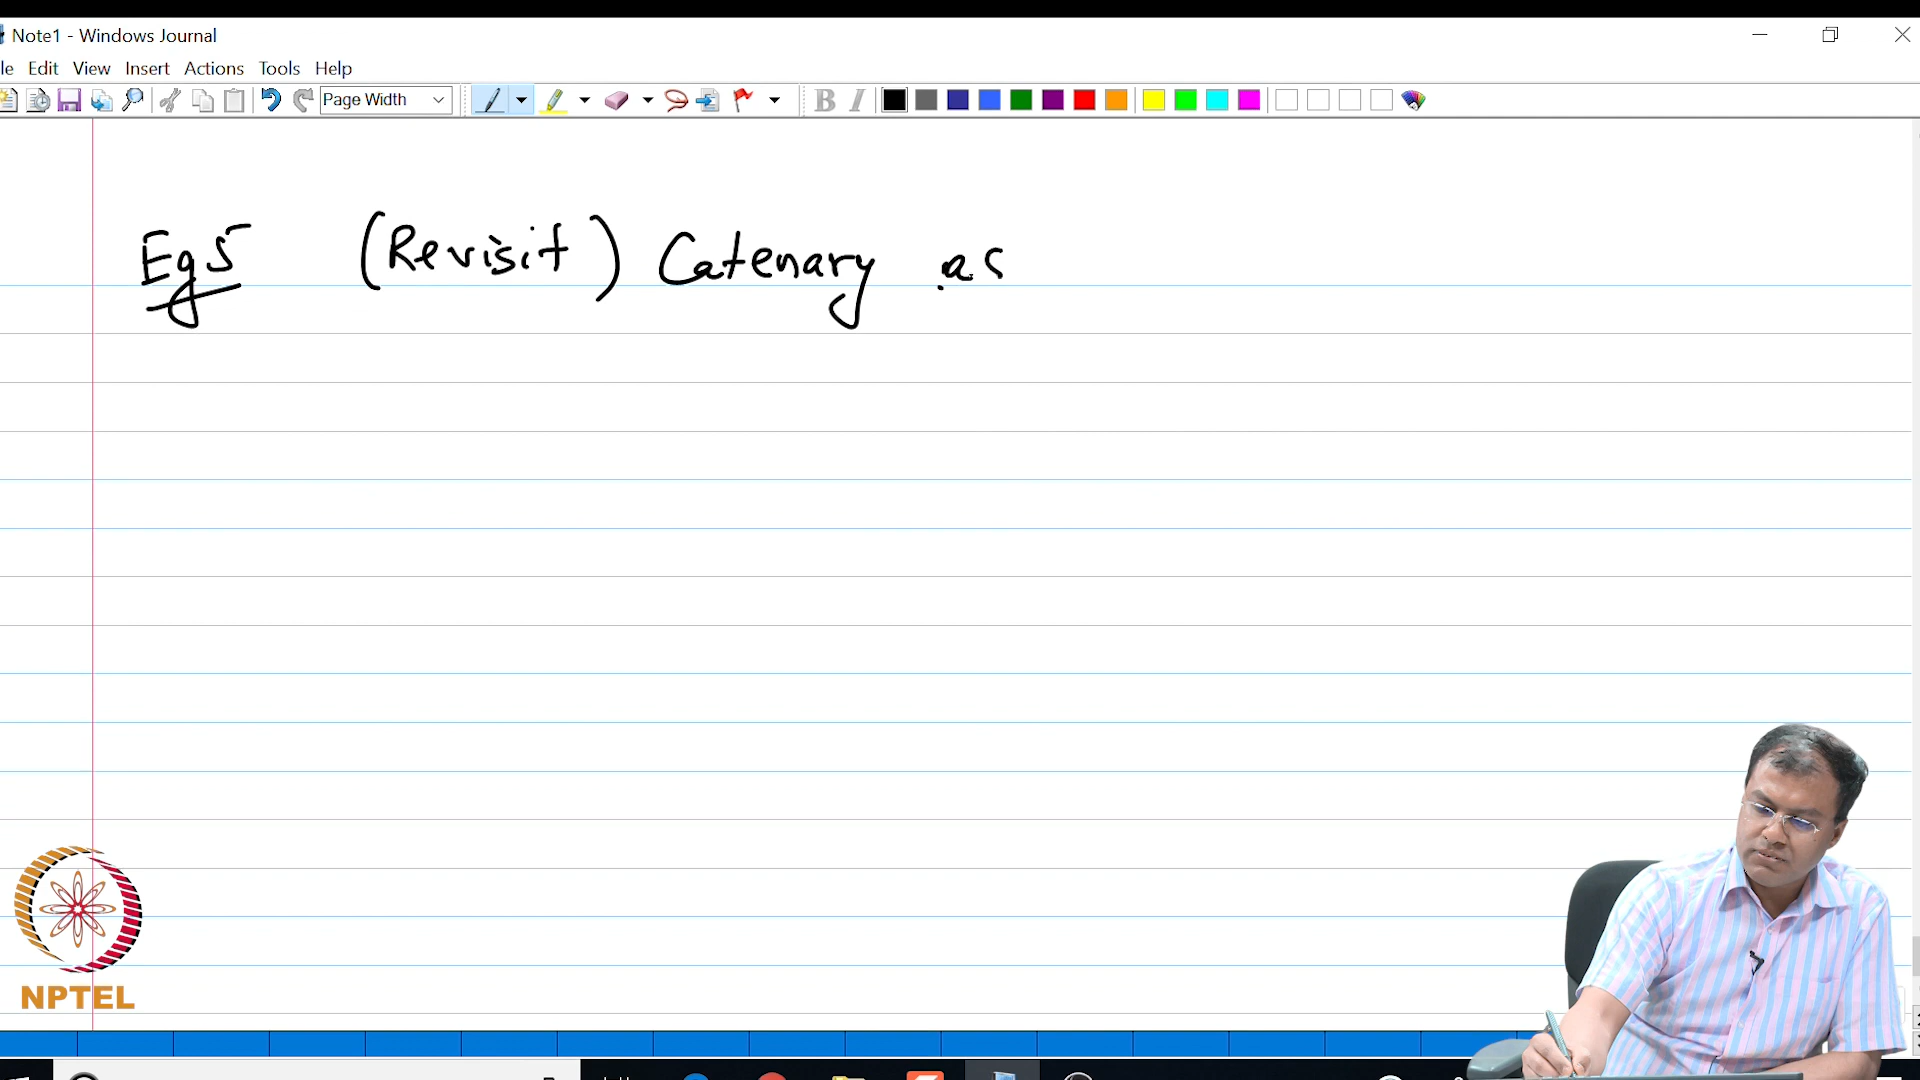 Note1 - Windows Journal
le Edit View Insert Actions Tools Help
Page Width B I
Eg 5 (Revisit) Catenary as
NPTEL